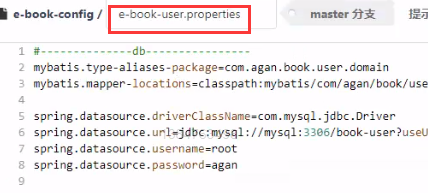 e-book-config / e-book-user.properties master 分支 提示
1 #---------------db----------------
2 mybatis.type-aliases-package=com.agan.book.user.domain
3 mybatis.mapper-locations=classpath:mybatis/com/agan/book/use
4
5 spring.datasource.driverClassName=com.mysql.jdbc.Driver
6 spring.datasource.url=jdbc:mysql://mysql:3306/book-user?useU
7 spring.datasource.username=root
8 spring.datasource.password=agan
9